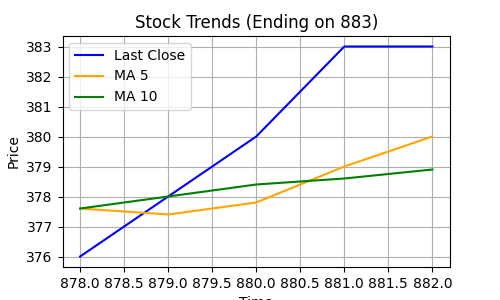 Stock Trends (Ending on 883)
Last Close
MA 5
MA 10
Price
383
382
381
380
379
378
377
376
878.0 878.5 879.0 879.5 880.0 880.5 881.0 881.5 882.0
Time